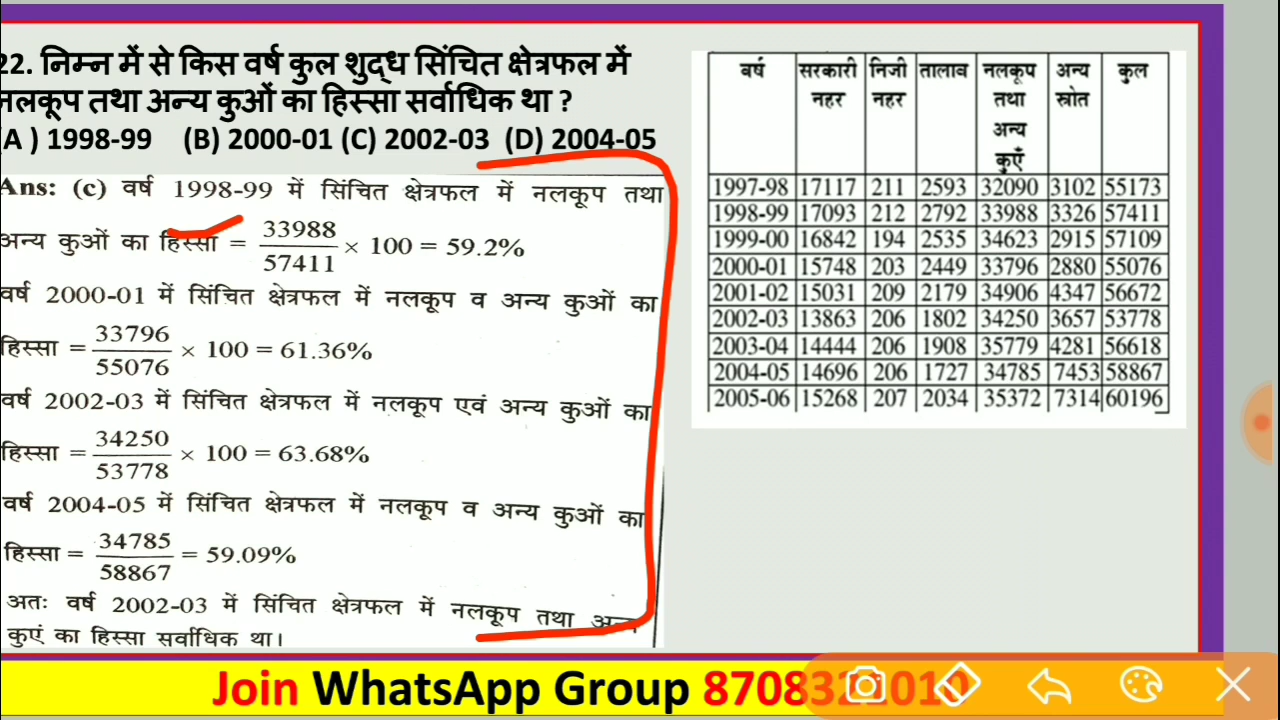 22. निम्न में से किस वर्ष कुल शुद्ध सिंचित क्षेत्रफल में
नलकूप तथा अन्य कुओं का हिस्सा सर्वाधिक था ?
(A ) 1998-99 (B) 2000-01 (C) 2002-03 (D) 2004-05
Ans: (c) वर्ष 1998-99 में सिंचित क्षेत्रफल में नलकूप तथा
अन्य कुओं का हिस्सा = 33988/57411 × 100 = 59.2%
वर्ष 2000-01 में सिंचित क्षेत्रफल में नलकूप व अन्य कुओं का
हिस्सा = 33796/55076 × 100 = 61.36%
वर्ष 2002-03 में सिंचित क्षेत्रफल में नलकूप एवं अन्य कुओं का
हिस्सा = 34250/53778 × 100 = 63.68%
वर्ष 2004-05 में सिंचित क्षेत्रफल में नलकूप व अन्य कुओं का
हिस्सा = 34785/58867 = 59.09%
अतः वर्ष 2002-03 में सिंचित क्षेत्रफल में नलकूप तथा अन्य
कुएं का हिस्सा सर्वाधिक था।
वर्ष सरकारी नहर निजी नहर तालाब नलकूप तथा अन्य कुएँ अन्य स्रोत कुल
1997-98 17117 211 2593 32090 3102 55173
1998-99 17093 212 2792 33988 3326 57411
1999-00 16842 194 2535 34623 2915 57109
2000-01 15748 203 2449 33796 2880 55076
2001-02 15031 209 2179 34906 4347 56672
2002-03 13863 206 1802 34250 3657 53778
2003-04 14444 206 1908 35779 4281 56618
2004-05 14696 206 1727 34785 7453 58867
2005-06 15268 207 2034 35372 7314 60196
Join WhatsApp Group